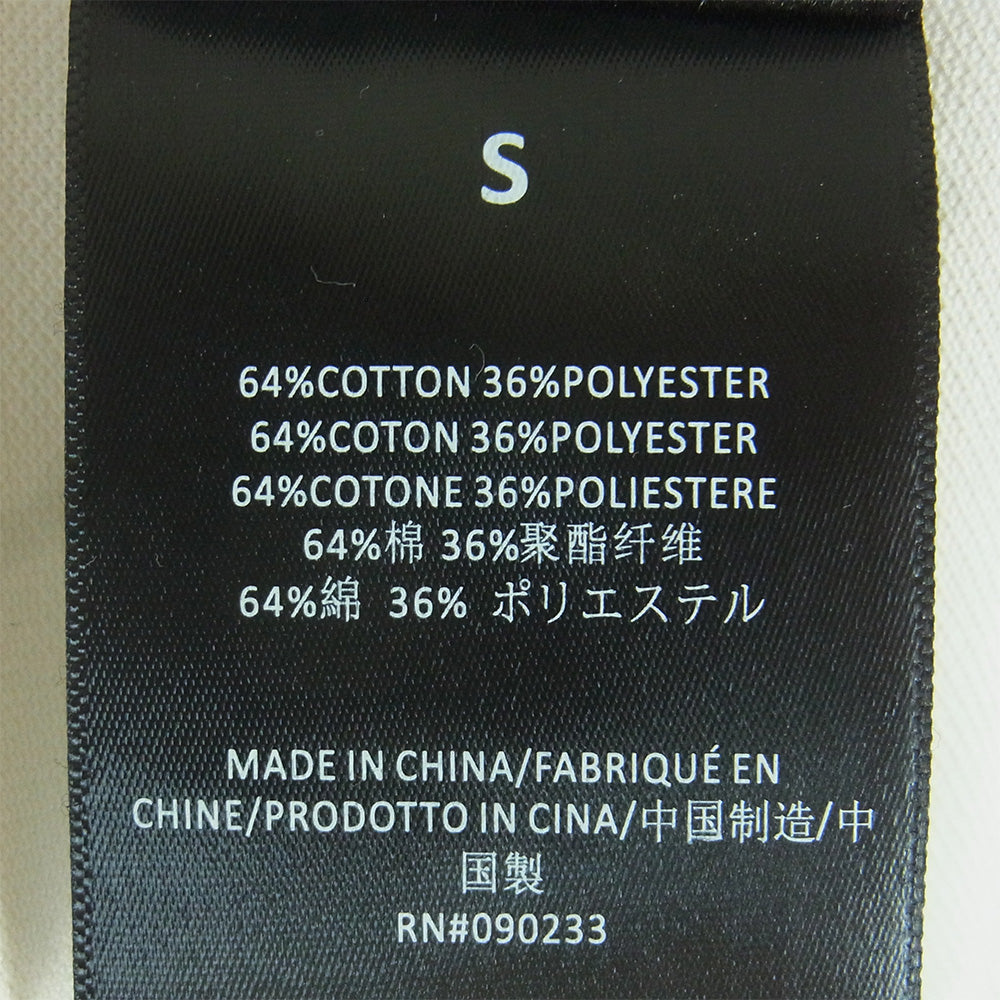 S
64%COTTON 36%POLYESTER
64%COTON 36%POLYESTER
64%COTONE 36%POLIESTERE
64%棉 36%聚酯纤维
64%綿 36% ポリエステル
MADE IN CHINA/FABRIQUÉ EN
CHINE/PRODOTTO IN CINA/中国制造/中
国製
RN#090233